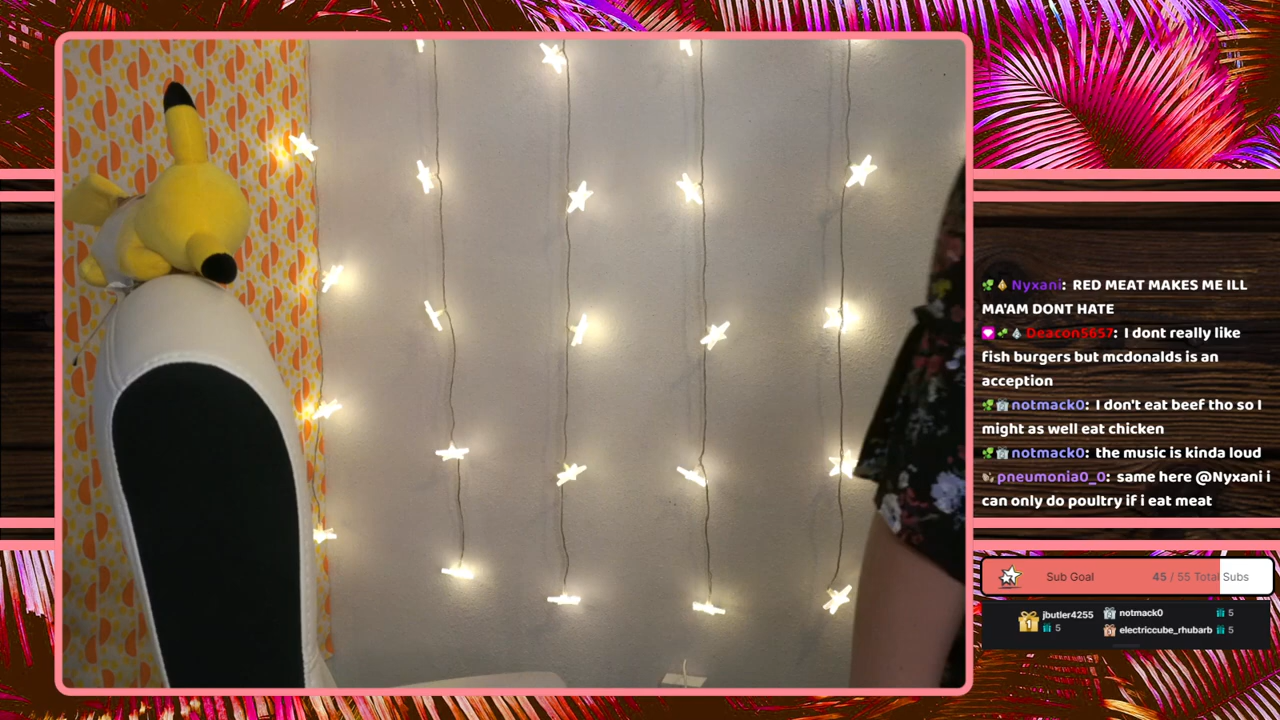 Nyxani: RED MEAT MAKES ME ILL
MA'AM DONT HATE
Deacon5657: I dont really like
fish burgers but mcdonalds is an
acception
notmack0: I don't eat beef tho so I
might as well eat chicken
notmack0: the music is kinda loud
pneumonia0_0: same here @Nyxani i
can only do poultry if i eat meat
Sub Goal 45 / 55 Total Subs
1 jbutler4255 5
2 notmack0 5
3 electriccube_rhubarb 5